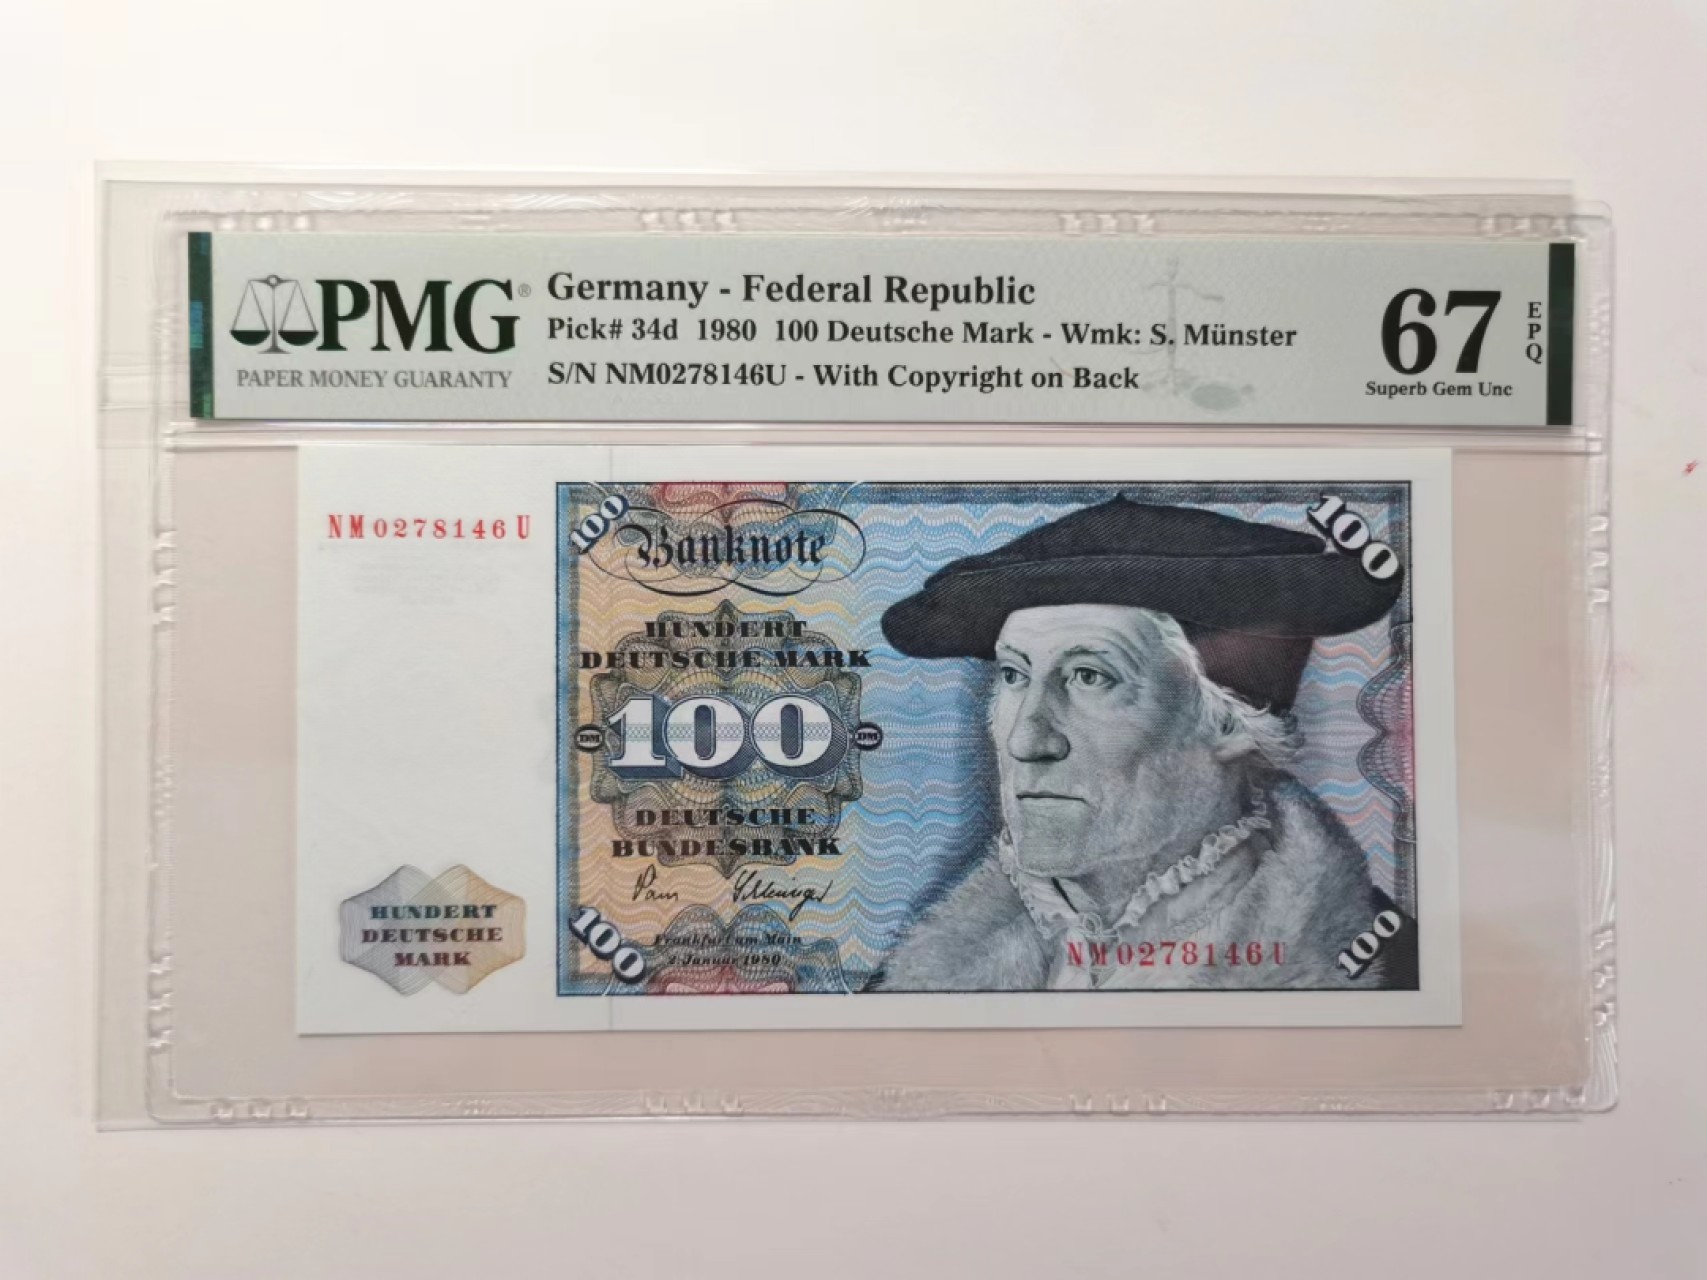 PMG®
PAPER MONEY GUARANTY
Germany - Federal Republic
Pick# 34d 1980 100 Deutsche Mark - Wmk: S. Münster
S/N NM0278146U - With Copyright on Back
67
EPQ
Superb Gem Unc
NM0278146U
100
Banknote
100
HUNDERT
DEUTSCHE MARK
DM 100 DM
DEUTSCHE
BUNDESBANK
HUNDERT
DEUTSCHE
MARK
100
Frankfurt am Main
2. Januar 1980
NM0278146U
100